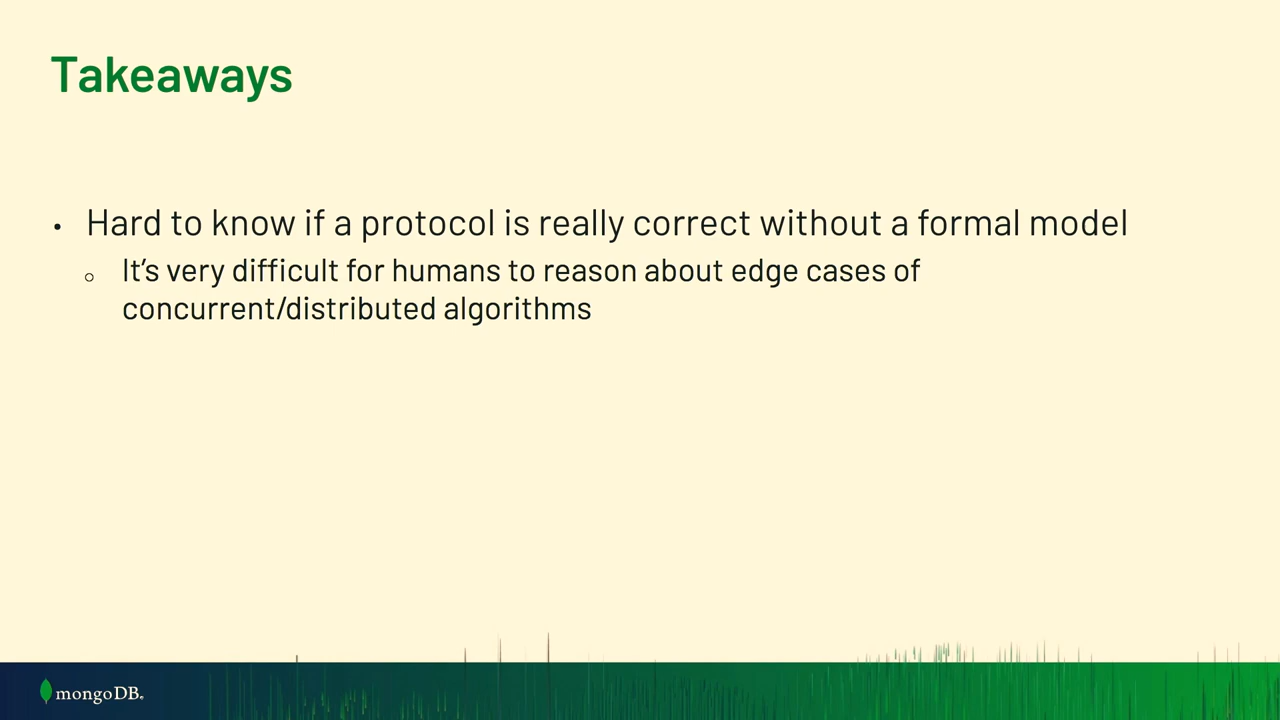 Takeaways
• Hard to know if a protocol is really correct without a formal model
○ It’s very difficult for humans to reason about edge cases of
concurrent/distributed algorithms
mongoDB.